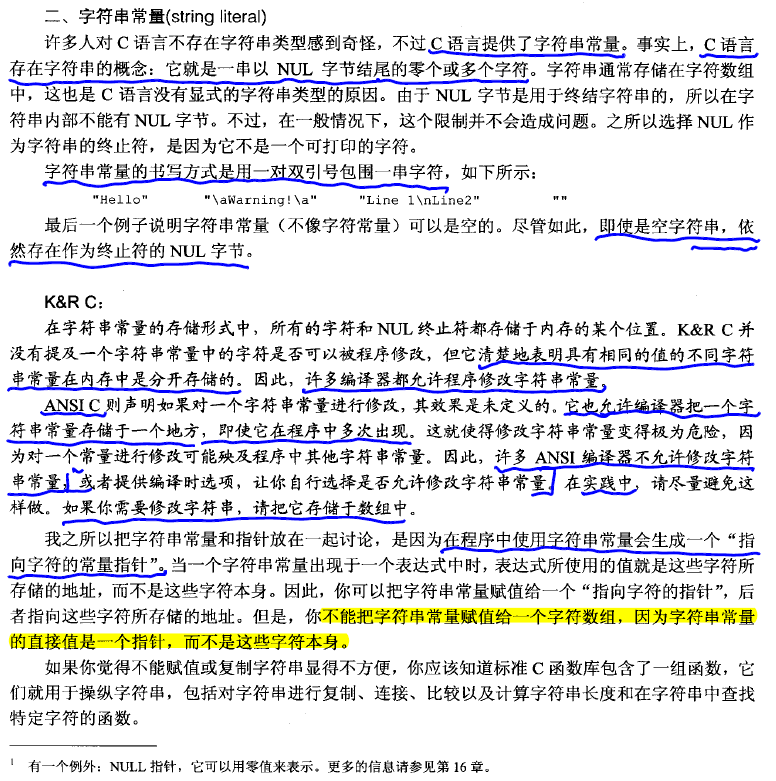 二、字符串常量(string literal)
许多人对 C 语言不存在字符串类型感到奇怪，不过 C 语言提供了字符串常量。事实上，C 语言
存在字符串的概念：它就是一串以 NUL 字节结尾的零个或多个字符。字符串通常存储在字符数组
中，这也是 C 语言没有显式的字符串类型的原因。由于 NUL 字节是用于终结字符串的，所以在字
符串内部不能有 NUL 字节。不过，在一般情况下，这个限制并不会造成问题。之所以选择 NUL 作
为字符串的终止符，是因为它不是一个可打印的字符。
字符串常量的书写方式是用一对双引号包围一串字符，如下所示：
"Hello" "\aWarning!\a" "Line 1\nLine2" ""
最后一个例子说明字符串常量（不像字符常量）可以是空的。尽管如此，即使是空字符串，依
然存在作为终止符的 NUL 字节。
K&R C：
在字符串常量的存储形式中，所有的字符和 NUL 终止符都存储于内存的某个位置。K&R C 并
没有提及一个字符串常量中的字符是否可以被程序修改，但它清楚地表明具有相同的值的不同字符
串常量在内存中是分开存储的。因此，许多编译器都允许程序修改字符串常量。
ANSI C 则声明如果对一个字符串常量进行修改，其效果是未定义的。它也允许编译器把一个字
符串常量存储于一个地方，即使它在程序中多次出现。这就使得修改字符串常量变得极为危险，因
为对一个常量进行修改可能殃及程序中其他字符串常量。因此，许多 ANSI 编译器不允许修改字符
串常量，或者提供编译时选项，让你自行选择是否允许修改字符串常量。在实践中，请尽量避免这
样做。如果你需要修改字符串，请把它存储于数组中。
我之所以把字符串常量和指针放在一起讨论，是因为在程序中使用字符串常量会生成一个“指
向字符的常量指针”。当一个字符串常量出现于一个表达式中时，表达式所使用的值就是这些字符所
存储的地址，而不是这些字符本身。因此，你可以把字符串常量赋值给一个“指向字符的指针”，后
者指向这些字符所存储的地址。但是，你不能把字符串常量赋值给一个字符数组，因为字符串常量
的直接值是一个指针，而不是这些字符本身。
如果你觉得不能赋值或复制字符串显得不方便，你应该知道标准 C 函数库包含了一组函数，它
们就用于操纵字符串，包括对字符串进行复制、连接、比较以及计算字符串长度和在字符串中查找
特定字符的函数。
1 有一个例外：NULL 指针，它可以用零值来表示。更多的信息请参见第 16 章。